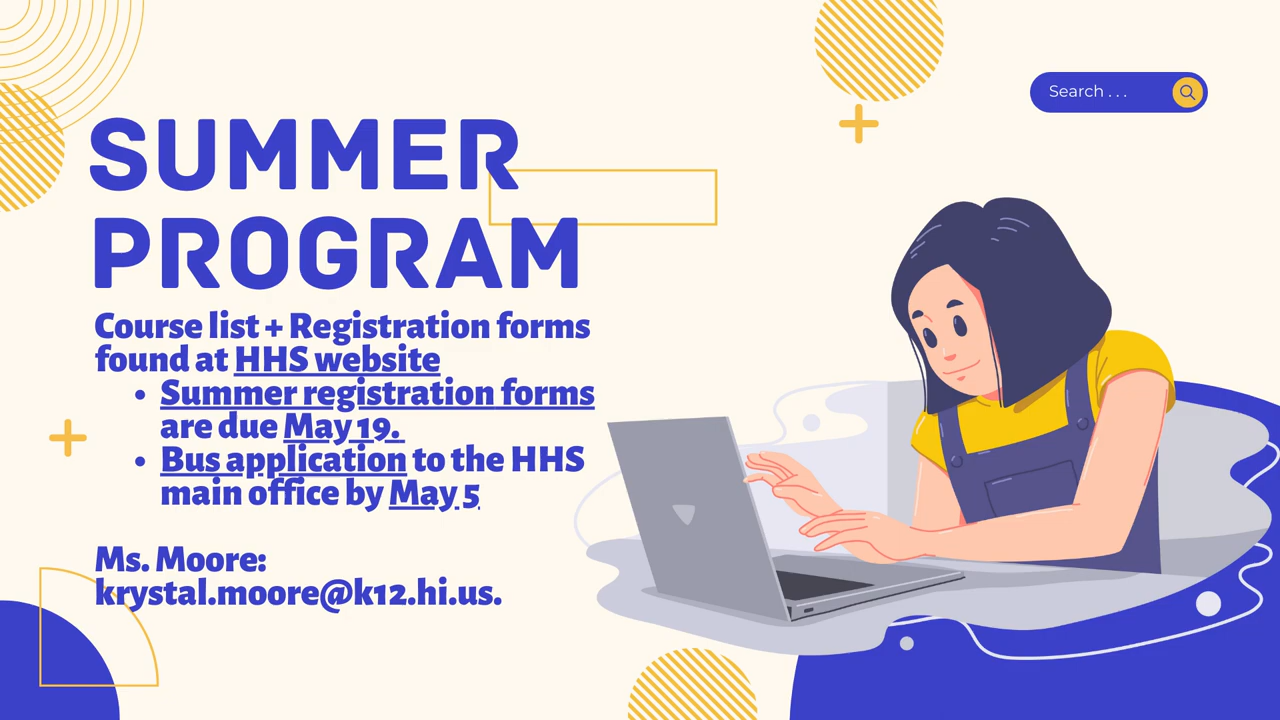 Search . . .
SUMMER
PROGRAM
Course list + Registration forms
found at HHS website
• Summer registration forms
are due May 19.
• Bus application to the HHS
main office by May 5
Ms. Moore:
krystal.moore@k12.hi.us.